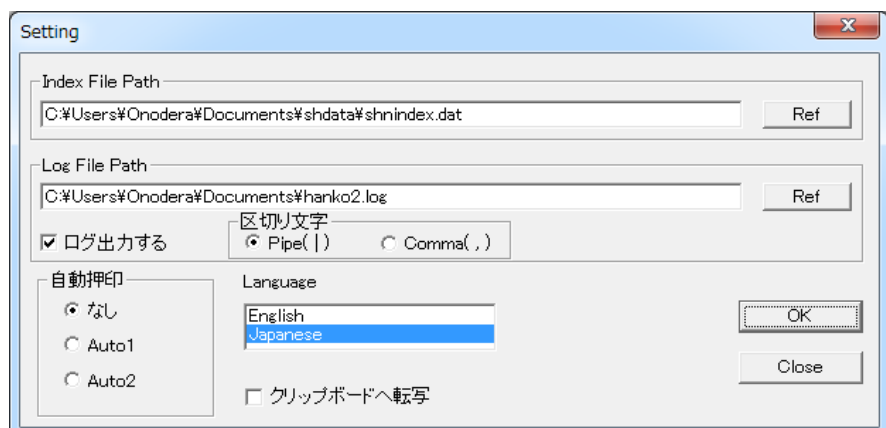 Setting
Index File Path
C:¥Users¥Onodera¥Documents¥shdata¥shnindex.dat
Ref
Log File Path
C:¥Users¥Onodera¥Documents¥hanko2.log
Ref
ログ出力する
区切り文字
Pipe(|)
Comma(,)
自動押印
なし
Auto1
Auto2
Language
English
Japanese
クリップボードへ転写
OK
Close